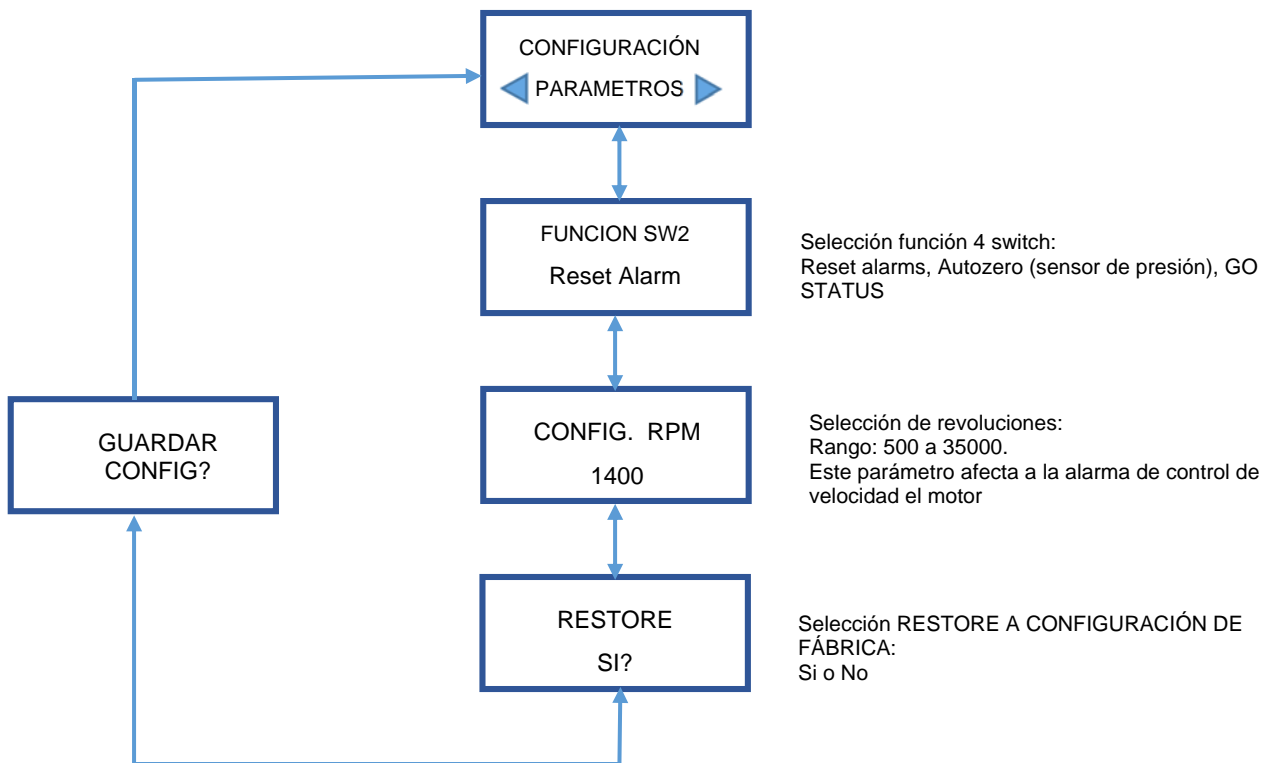 CONFIGURACIÓN
PARAMETROS
FUNCION SW2
Reset Alarm
Selección función 4 switch:
Reset alarms, Autozero (sensor de presión), GO
STATUS
GUARDAR
CONFIG?
CONFIG. RPM
1400
Selección de revoluciones:
Rango: 500 a 35000.
Este parámetro afecta a la alarma de control de
velocidad el motor
RESTORE
SI?
Selección RESTORE A CONFIGURACIÓN DE
FÁBRICA:
Si o No